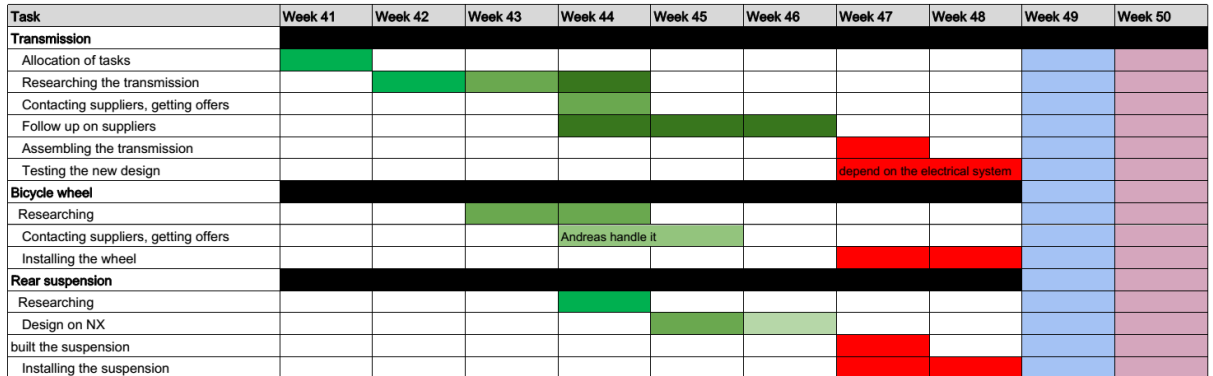 Task Week 41 Week 42 Week 43 Week 44 Week 45 Week 46 Week 47 Week 48 Week 49 Week 50
Transmission
Allocation of tasks
Researching the transmission
Contacting suppliers, getting offers
Follow up on suppliers
Assembling the transmission
Testing the new design depend on the electrical system
Bicycle wheel
Researching
Contacting suppliers, getting offers Andreas handle it
Installing the wheel
Rear suspension
Researching
Design on NX
built the suspension
Installing the suspension